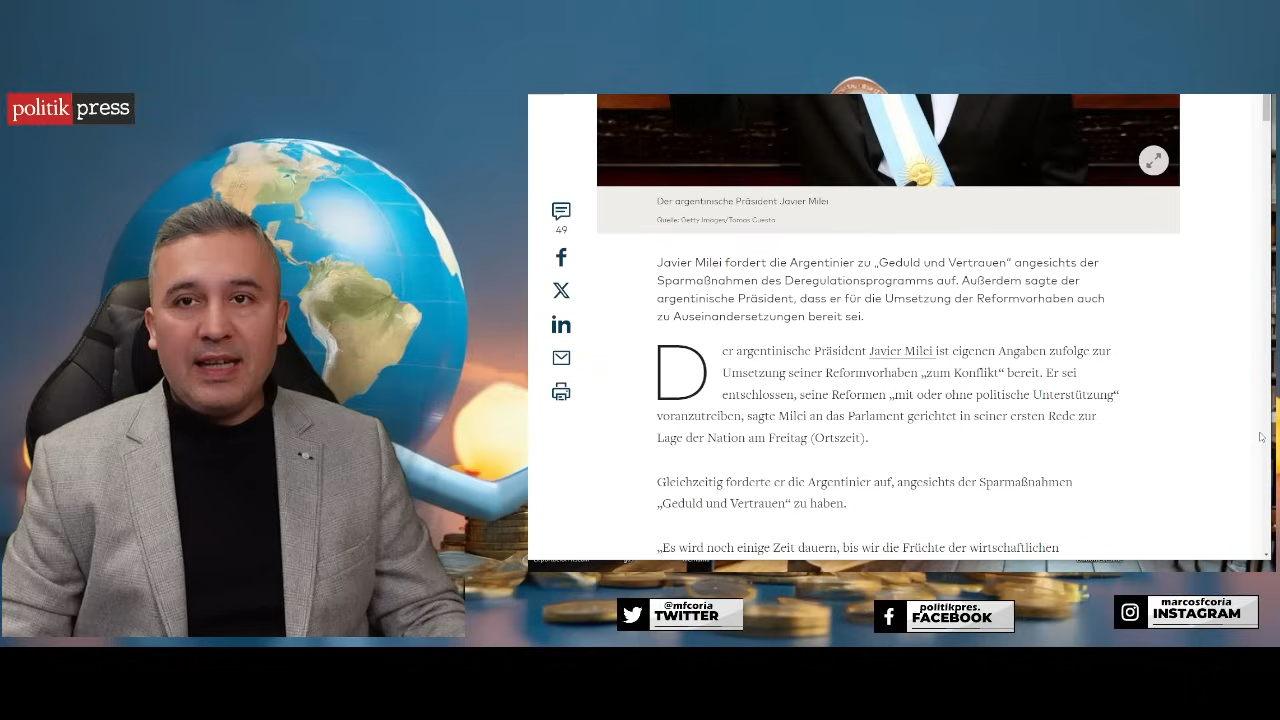 politik press
Der argentinische Präsident Javier Milei
Quelle: Getty Images/Tomas Cuesta
49
Javier Milei fordert die Argentinier zu „Geduld und Vertrauen“ angesichts der
Sparmaßnahmen des Deregulationsprogramms auf. Außerdem sagte der
argentinische Präsident, dass er für die Umsetzung der Reformvorhaben auch
zu Auseinandersetzungen bereit sei.
Der argentinische Präsident Javier Milei ist eigenen Angaben zufolge zur
Umsetzung seiner Reformvorhaben „zum Konflikt“ bereit. Er sei
entschlossen, seine Reformen „mit oder ohne politische Unterstützung“
voranzutreiben, sagte Milei an das Parlament gerichtet in seiner ersten Rede zur
Lage der Nation am Freitag (Ortszeit).
Gleichzeitig forderte er die Argentinier auf, angesichts der Sparmaßnahmen
„Geduld und Vertrauen“ zu haben.
„Es wird noch einige Zeit dauern, bis wir die Früchte der wirtschaftlichen
@mfcoria
TWITTER
politikpres.
FACEBOOK
marcosfcoria
INSTAGRAM